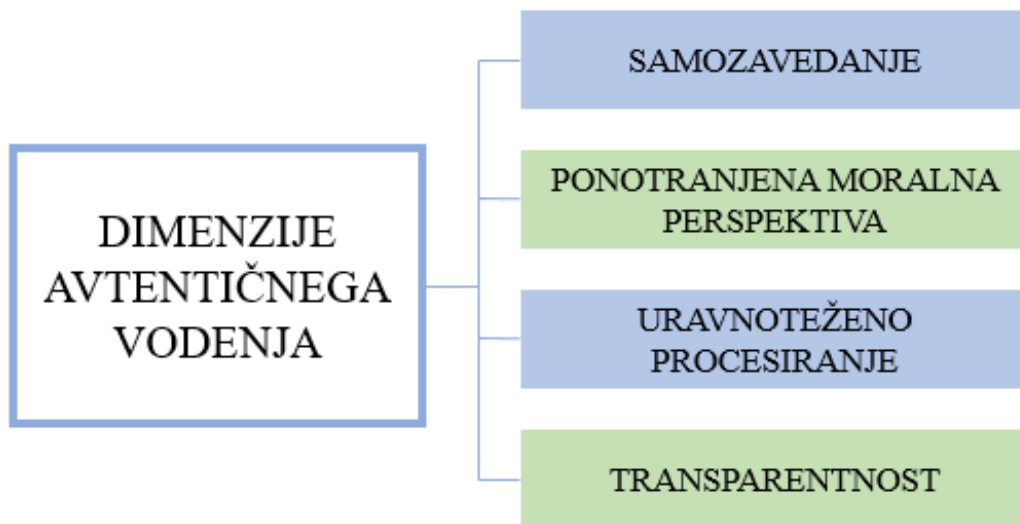 DIMENZIJE
AVTENTIČNEGA
VODENJA
SAMOZAVEDANJE
PONOTRANJENA MORALNA
PERSPEKTIVA
URAVNOTEŽENO
PROCESIRANJE
TRANSPARENTNOST